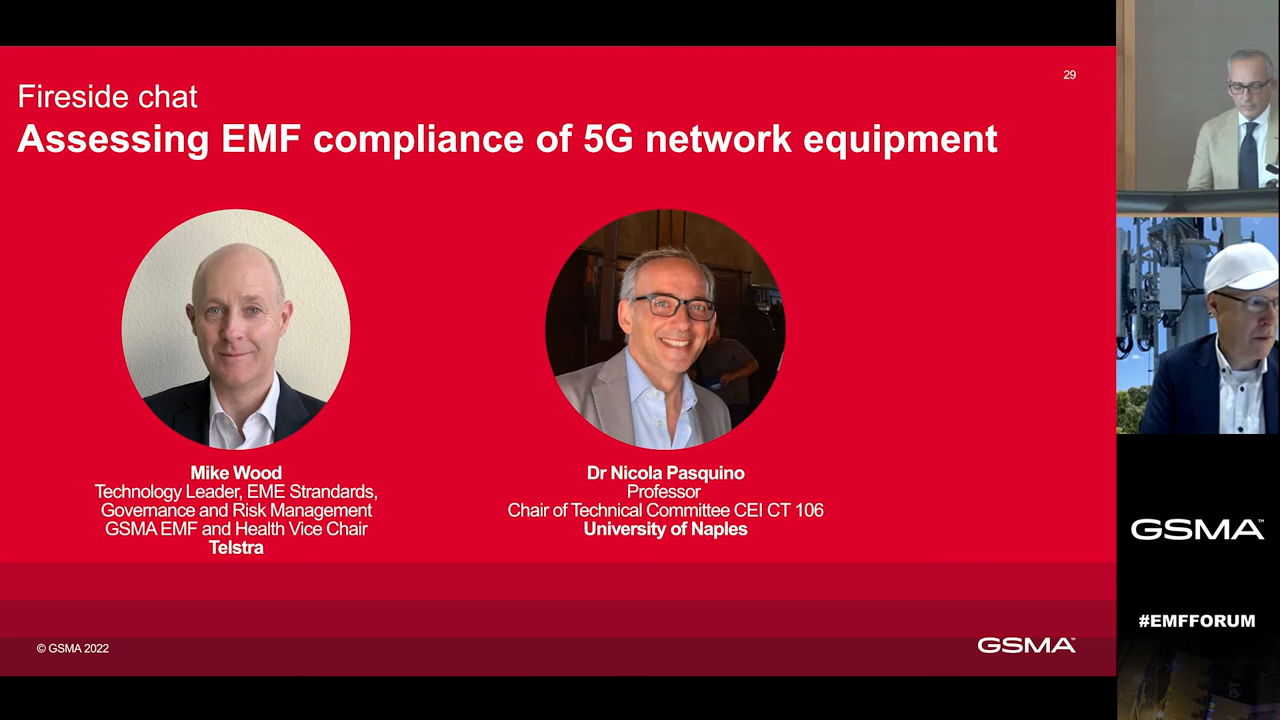 29
Fireside chat
Assessing EMF compliance of 5G network equipment
Mike Wood
Technology Leader, EME Strandards,
Governance and Risk Management
GSMA EMF and Health Vice Chair
Telstra
Dr Nicola Pasquino
Professor
Chair of Technical Committee CEI CT 106
University of Naples
© GSMA 2022
GSMA™
GSMA™
#EMFFORUM